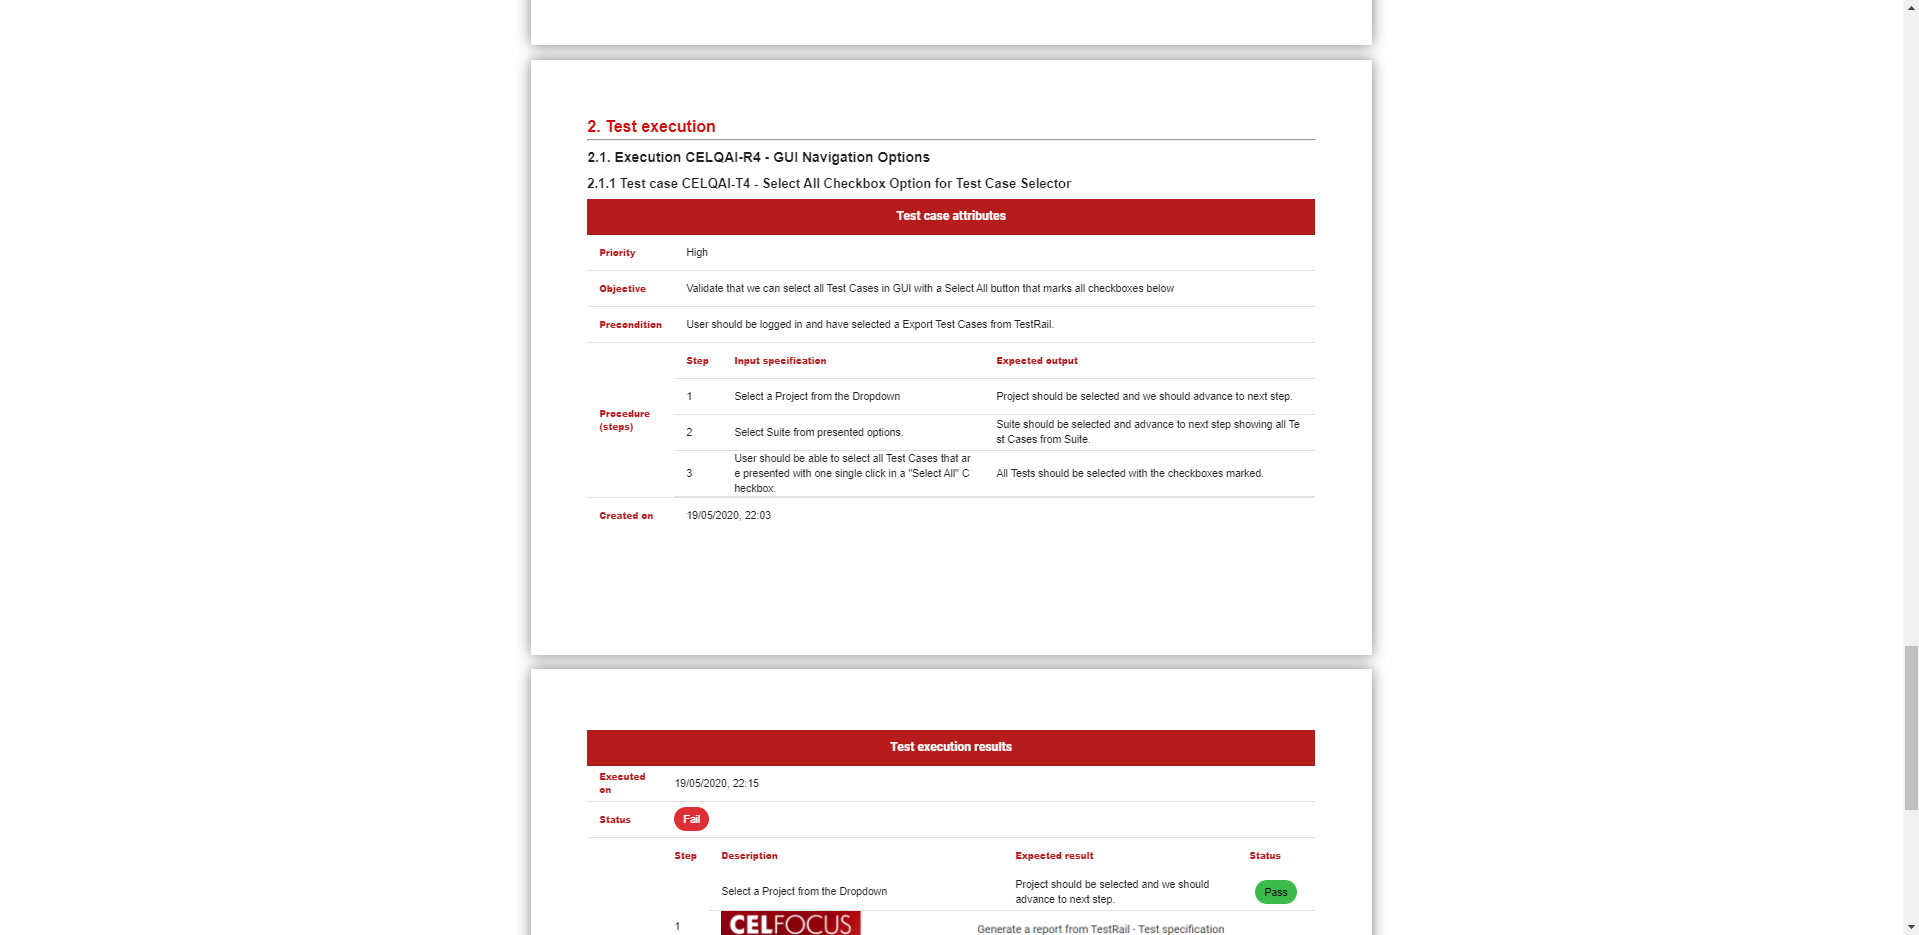 2. Test execution
2.1. Execution CELQAI-R4 - GUI Navigation Options
2.1.1 Test case CELQAI-T4 - Select All Checkbox Option for Test Case Selector
Test case attributes
Priority High
Objective Validate that we can select all Test Cases in GUI with a Select All button that marks all checkboxes below
Precondition User should be logged in and have selected a Export Test Cases from TestRail.
Procedure
(steps)
Step Input specification Expected output
1 Select a Project from the Dropdown Project should be selected and we should advance to next step.
2 Select Suite from presented options. Suite should be selected and advance to next step showing all Te
st Cases from Suite.
3 User should be able to select all Test Cases that ar
e presented with one single click in a "Select All" C
heckbox.
All Tests should be selected with the checkboxes marked.
Created on 19/05/2020, 22:03
Test execution results
Executed
on
19/05/2020, 22:15
Status Fail
Step Description Expected result Status
Select a Project from the Dropdown Project should be selected and we should
advance to next step.
Pass
1
CELFOCUS Generate a report from TestRail - Test specification